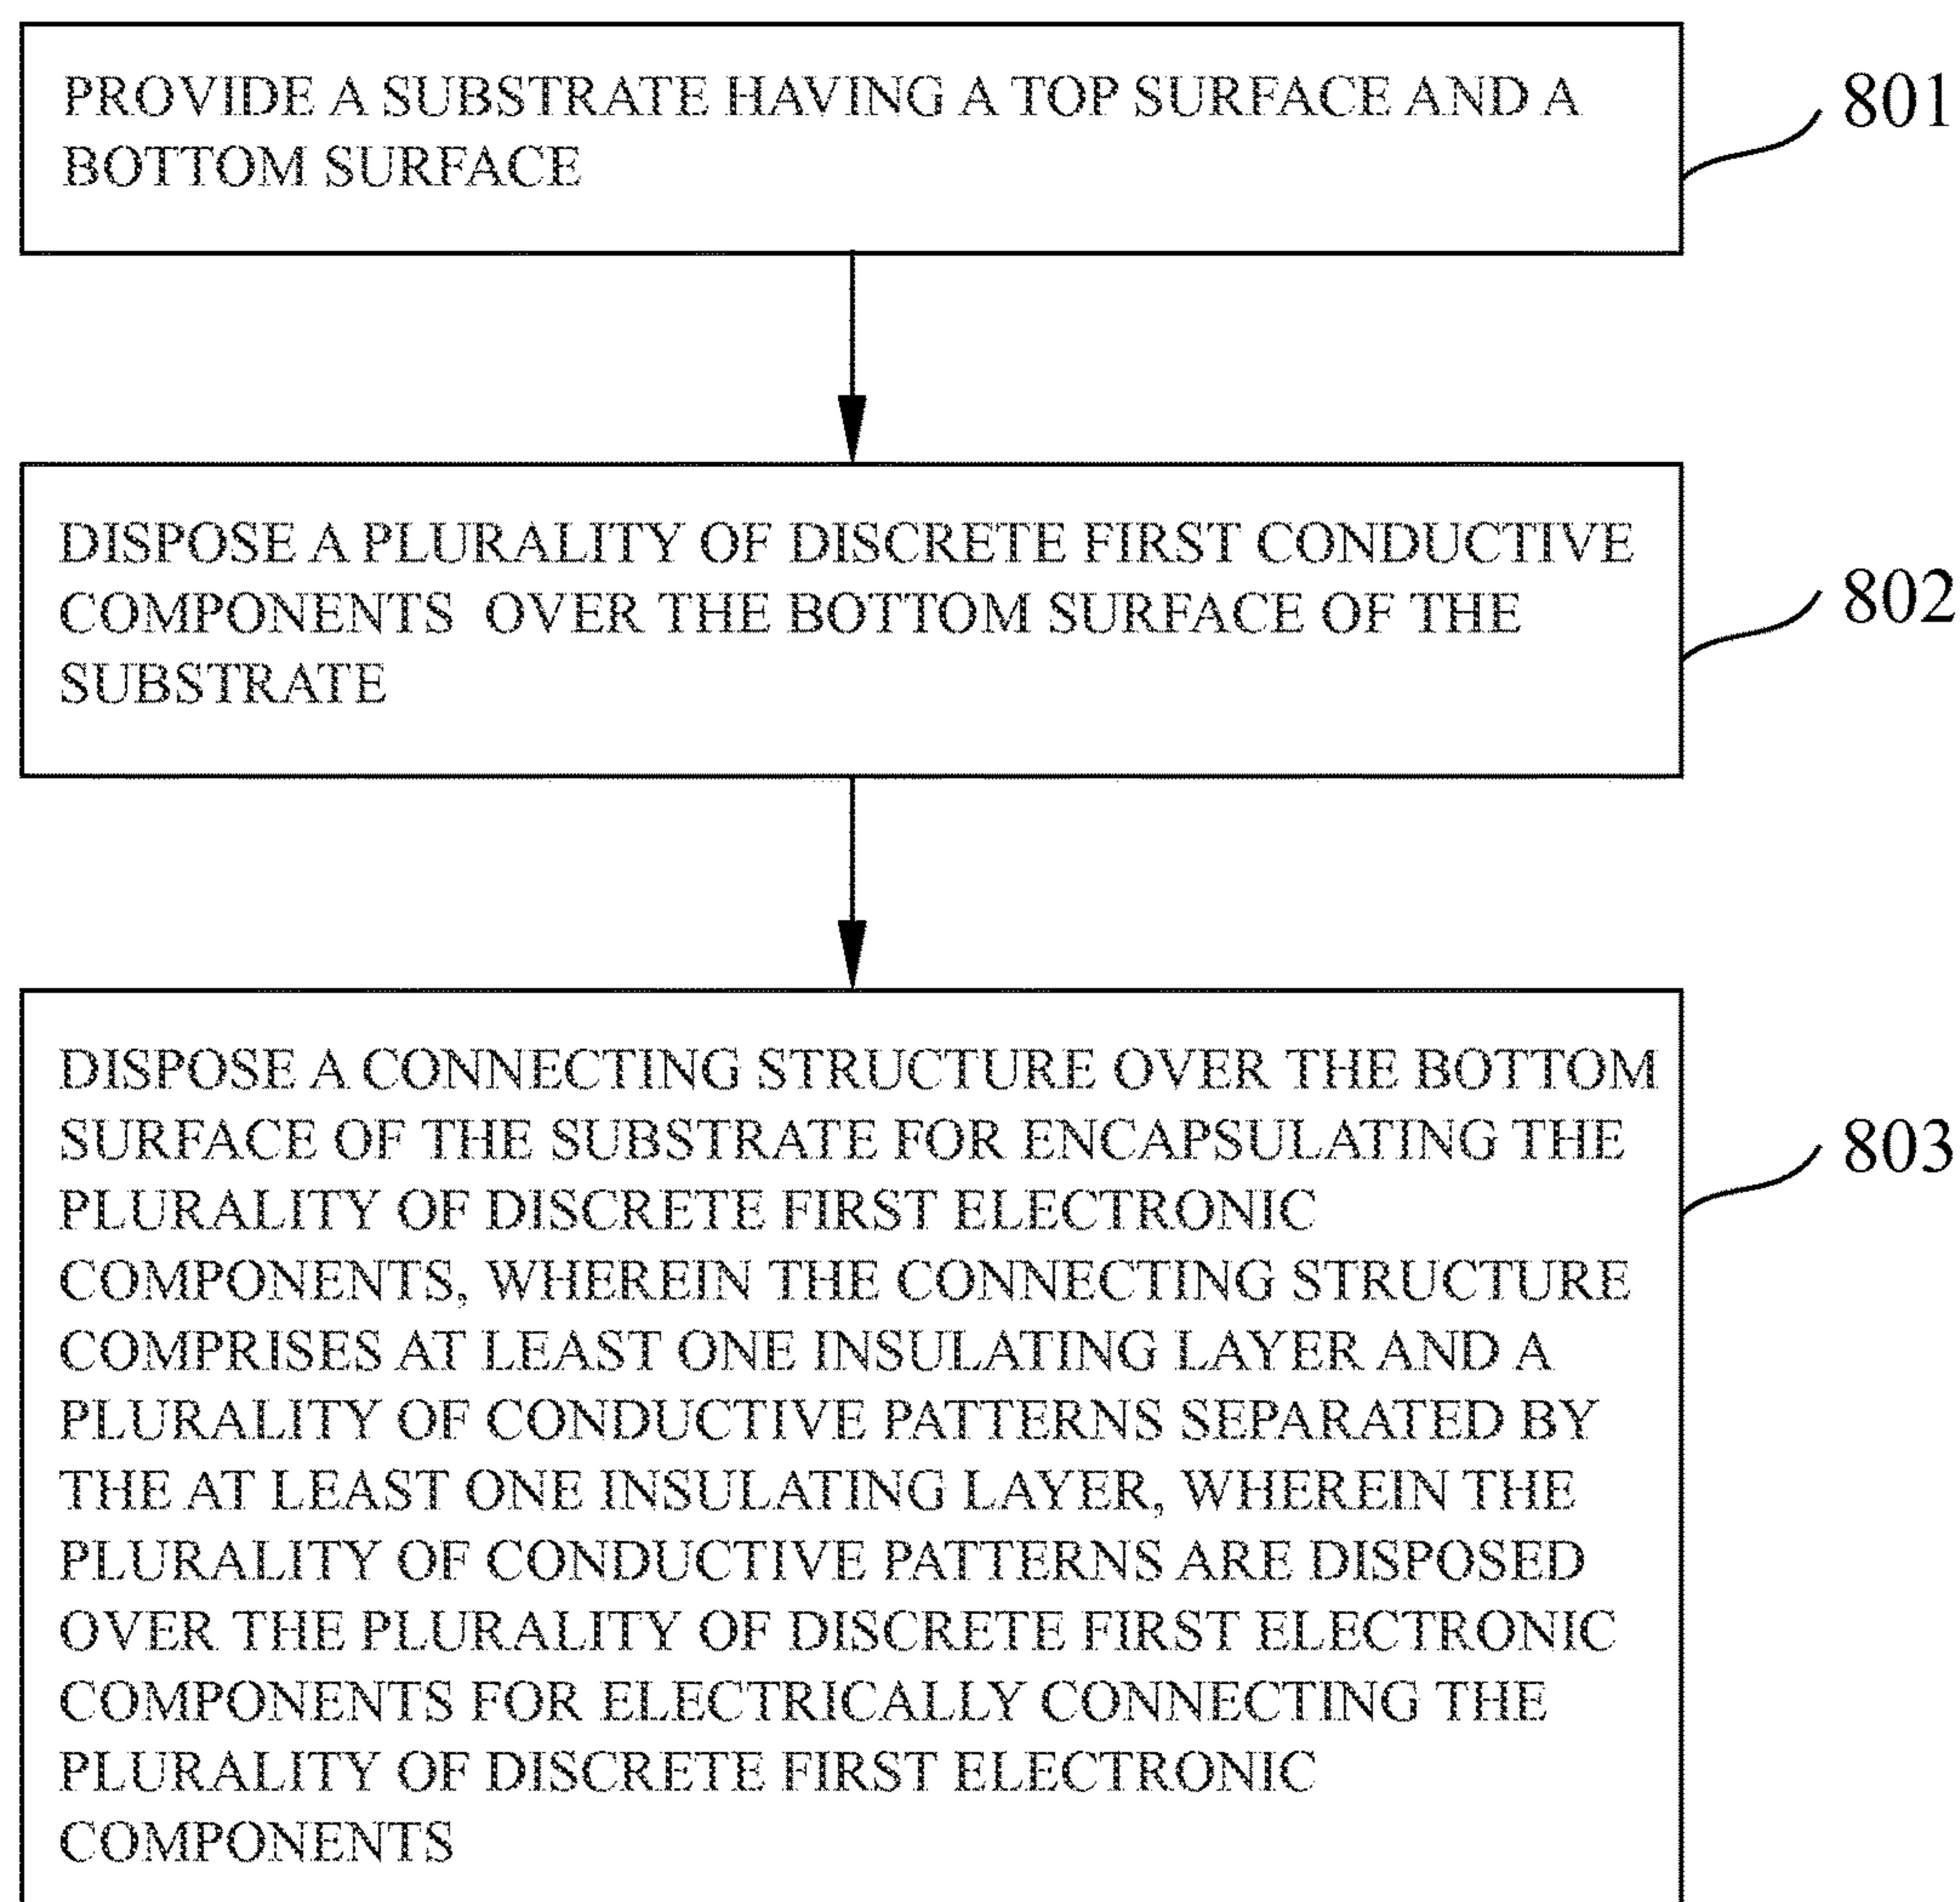 PROVIDE A SUBSTRATE HAVING A TOP SURFACE AND A
BOTTOM SURFACE
801
DISPOSE A PLURALITY OF DISCRETE FIRST CONDUCTIVE
COMPONENTS OVER THE BOTTOM SURFACE OF THE
SUBSTRATE
802
DISPOSE A CONNECTING STRUCTURE OVER THE BOTTOM
SURFACE OF THE SUBSTRATE FOR ENCAPSULATING THE
PLURALITY OF DISCRETE FIRST ELECTRONIC
COMPONENTS, WHEREIN THE CONNECTING STRUCTURE
COMPRISES AT LEAST ONE INSULATING LAYER AND A
PLURALITY OF CONDUCTIVE PATTERNS SEPARATED BY
THE AT LEAST ONE INSULATING LAYER, WHEREIN THE
PLURALITY OF CONDUCTIVE PATTERNS ARE DISPOSED
OVER THE PLURALITY OF DISCRETE FIRST ELECTRONIC
COMPONENTS FOR ELECTRICALLY CONNECTING THE
PLURALITY OF DISCRETE FIRST ELECTRONIC
COMPONENTS
803